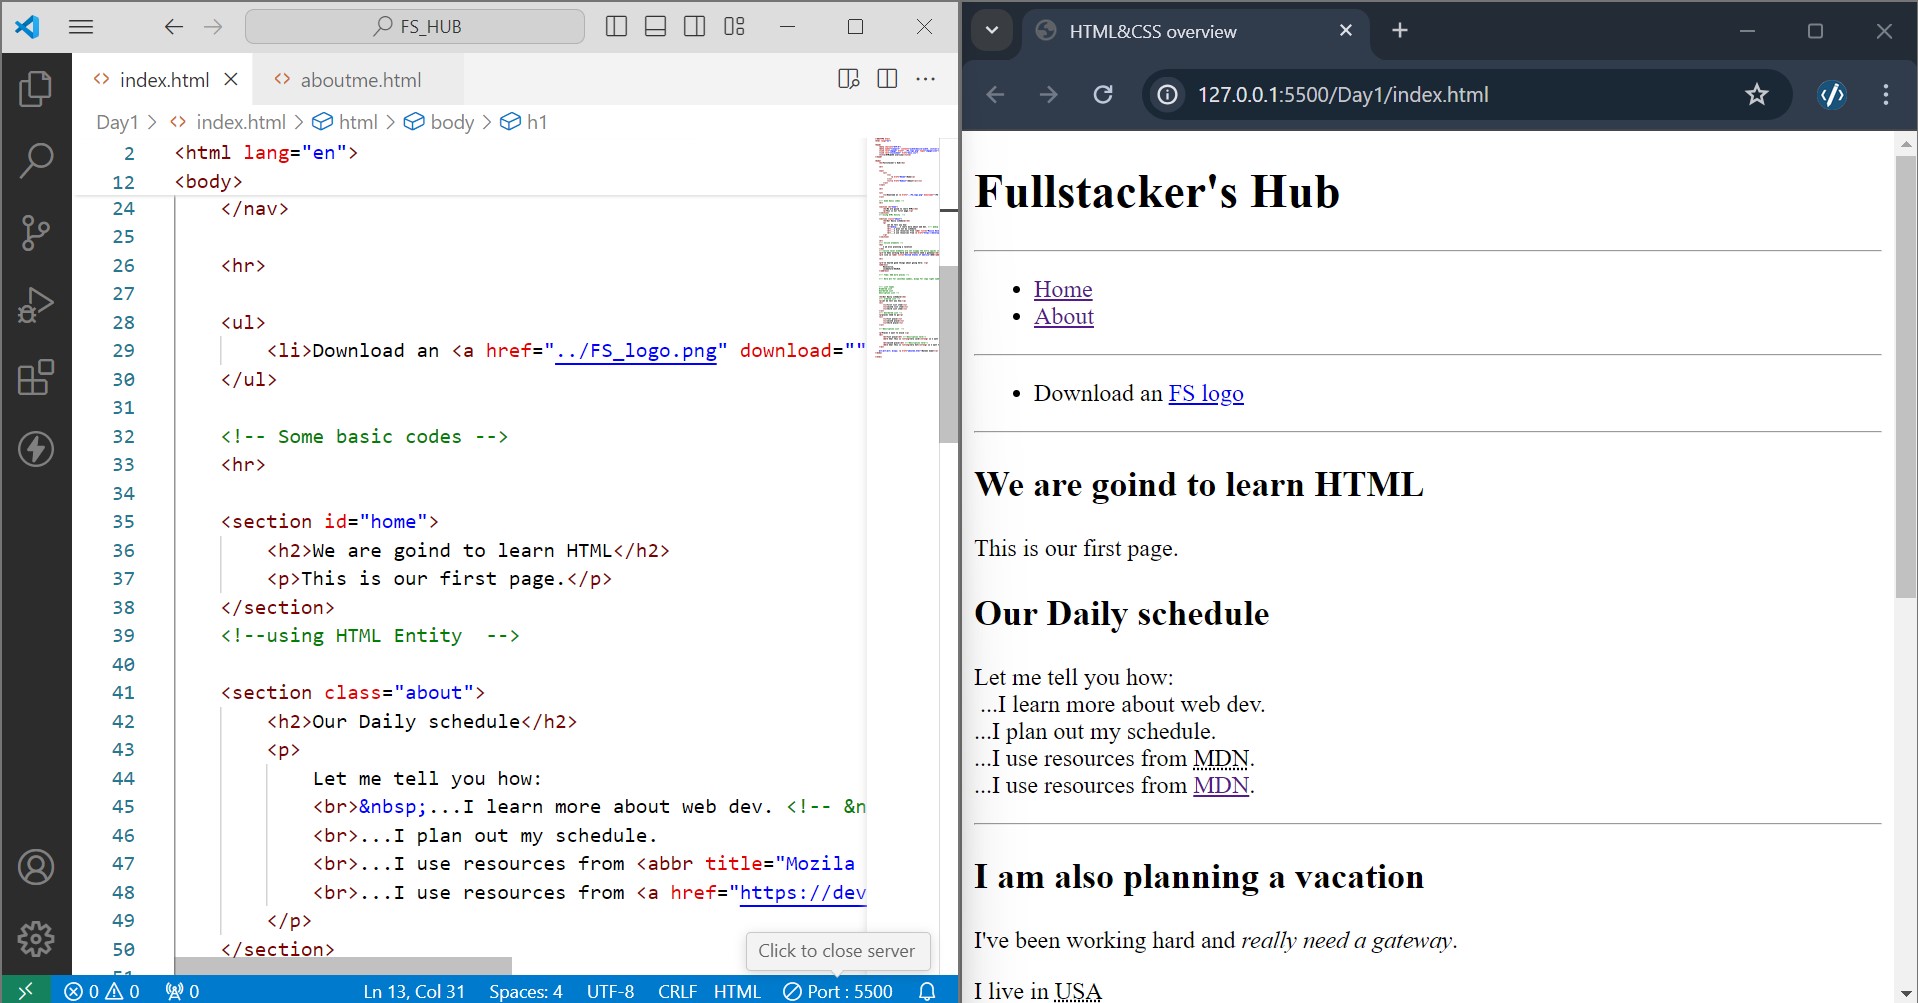 FS_HUB
index.html
aboutme.html
Day1 > index.html > html > body > h1
2 <html lang="en">
12 <body>
24 </nav>
25
26 <hr>
27
28 <ul>
29 <li>Download an <a href="../FS_logo.png" download=""
30 </ul>
31
32 <!-- Some basic codes -->
33 <hr>
34
35 <section id="home">
36 <h2>We are goind to learn HTML</h2>
37 <p>This is our first page.</p>
38 </section>
39 <!--using HTML Entity  -->
40
41 <section class="about">
42 <h2>Our Daily schedule</h2>
43 <p>
44 Let me tell you how:
45 <br>&nbsp;...I learn more about web dev. <!-- &n
46 <br>...I plan out my schedule.
47 <br>...I use resources from <abbr title="Mozila
48 <br>...I use resources from <a href="https://dev
49 </p>
50 </section>
Click to close server
0 0 0 Ln 13, Col 31 Spaces: 4 UTF-8 CRLF HTML Port : 5500
HTML&CSS overview
127.0.0.1:5500/Day1/index.html
Fullstacker's Hub
• Home
• About
• Download an FS logo
We are goind to learn HTML
This is our first page.
Our Daily schedule
Let me tell you how:
...I learn more about web dev.
...I plan out my schedule.
...I use resources from MDN.
...I use resources from MDN.
I am also planning a vacation
I've been working hard and really need a gateway.
I live in USA